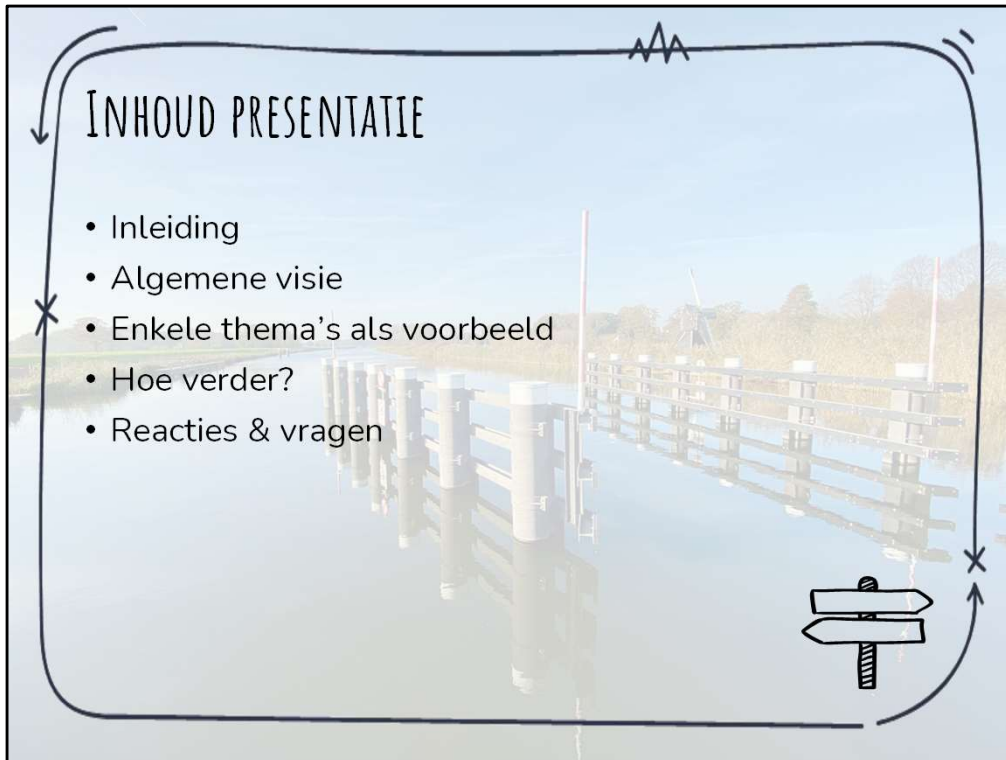 Inhoud presentatie
• Inleiding
• Algemene visie
• Enkele thema's als voorbeeld
• Hoe verder?
• Reacties & vragen